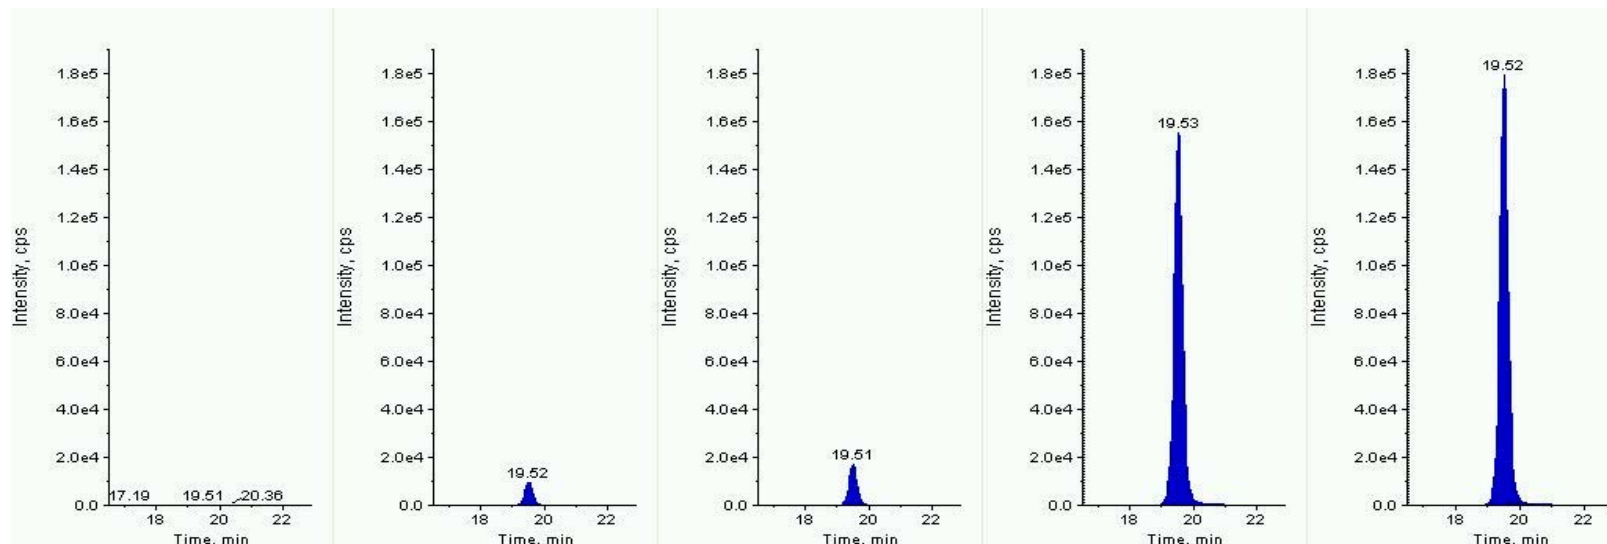 Intensity, cps
1.8e5
1.6e5
1.4e5
1.2e5
1.0e5
8.0e4
6.0e4
4.0e4
2.0e4
0.0
17.19 19.51 20.36
18 20 22
Time, min
Intensity, cps
1.8e5
1.6e5
1.4e5
1.2e5
1.0e5
8.0e4
6.0e4
4.0e4
2.0e4
0.0
19.52
18 20 22
Time, min
Intensity, cps
1.8e5
1.6e5
1.4e5
1.2e5
1.0e5
8.0e4
6.0e4
4.0e4
2.0e4
0.0
19.51
18 20 22
Time, min
Intensity, cps
1.8e5
1.6e5
1.4e5
1.2e5
1.0e5
8.0e4
6.0e4
4.0e4
2.0e4
0.0
19.53
18 20 22
Time, min
Intensity, cps
1.8e5
1.6e5
1.4e5
1.2e5
1.0e5
8.0e4
6.0e4
4.0e4
2.0e4
0.0
19.52
18 20 22
Time, min